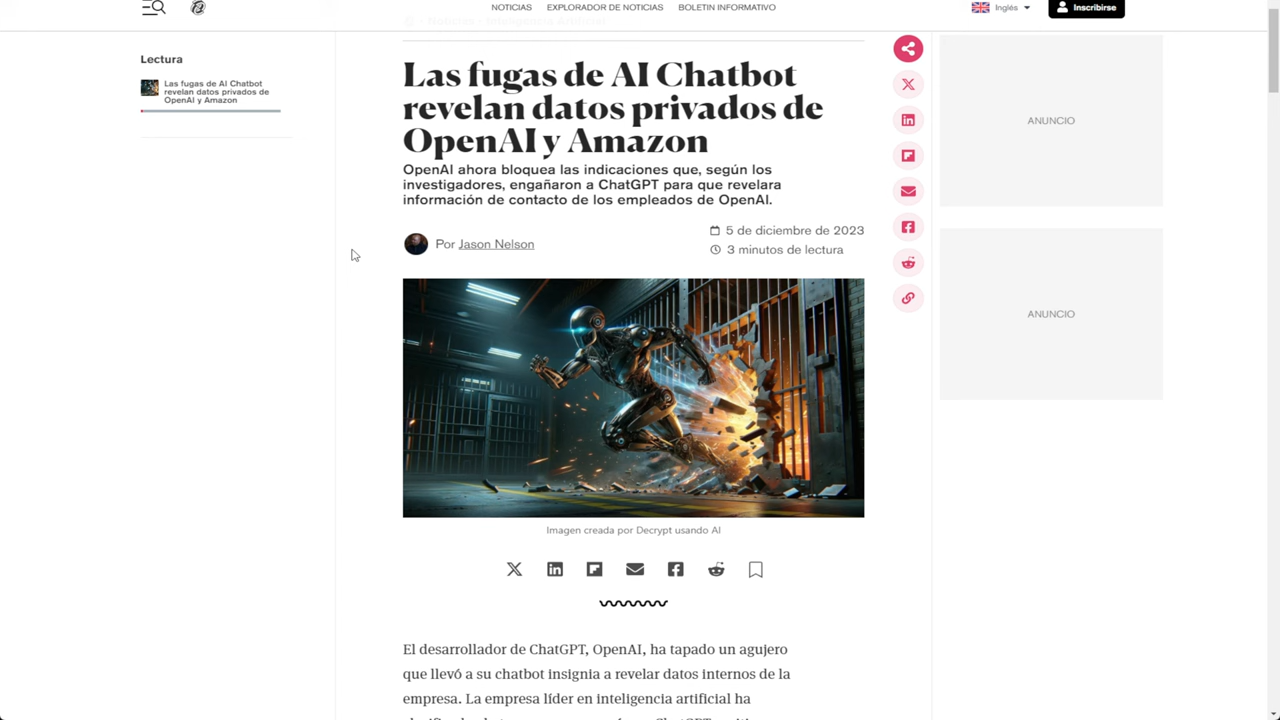 NOTICIAS EXPLORADOR DE NOTICIAS BOLETIN INFORMATIVO
Inglés
Inscribirse
Lectura
Las fugas de AI Chatbot
revelan datos privados de
OpenAI y Amazon
Las fugas de AI Chatbot
revelan datos privados de
OpenAI y Amazon
OpenAI ahora bloquea las indicaciones que, según los
investigadores, engañaron a ChatGPT para que revelara
información de contacto de los empleados de OpenAI.
Por Jason Nelson
5 de diciembre de 2023
3 minutos de lectura
ANUNCIO
ANUNCIO
Imagen creada por Decrypt usando AI
El desarrollador de ChatGPT, OpenAI, ha tapado un agujero
que llevó a su chatbot insignia a revelar datos internos de la
empresa. La empresa líder en inteligencia artificial ha